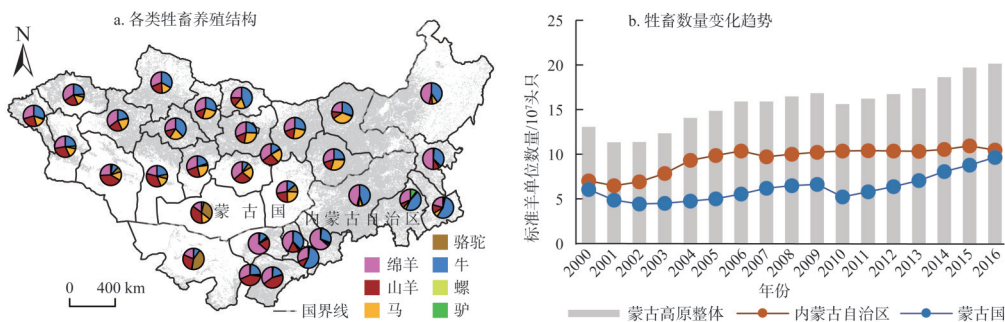 a. 各类牲畜养殖结构
N
蒙古国
内蒙古自治区
0 400 km
国界线
绵羊
山羊
马
骆驼
牛
螺
驴
b. 牲畜数量变化趋势
标准羊单位数量/10⁷头只
25
20
15
10
5
0
2000 2001 2002 2003 2004 2005 2006 2007 2008 2009 2010 2011 2012 2013 2014 2015 2016
年份
蒙古高原整体 内蒙古自治区 蒙古国